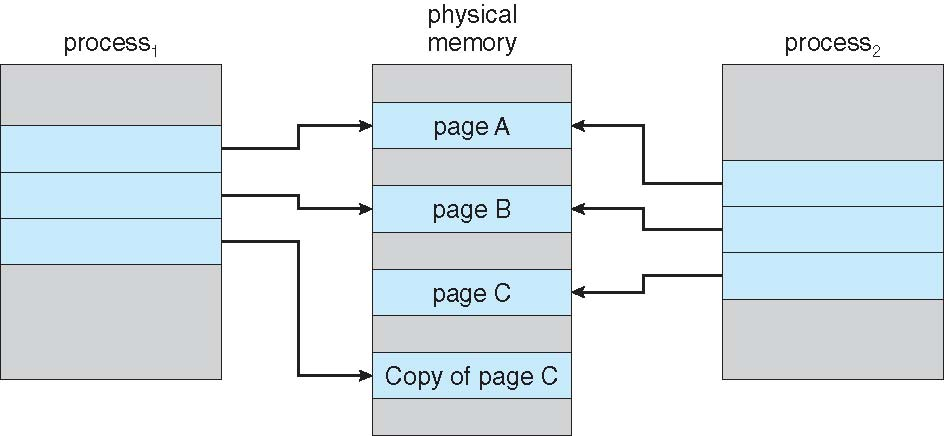 process₁
physical
memory
process₂
page A
page B
page C
Copy of page C